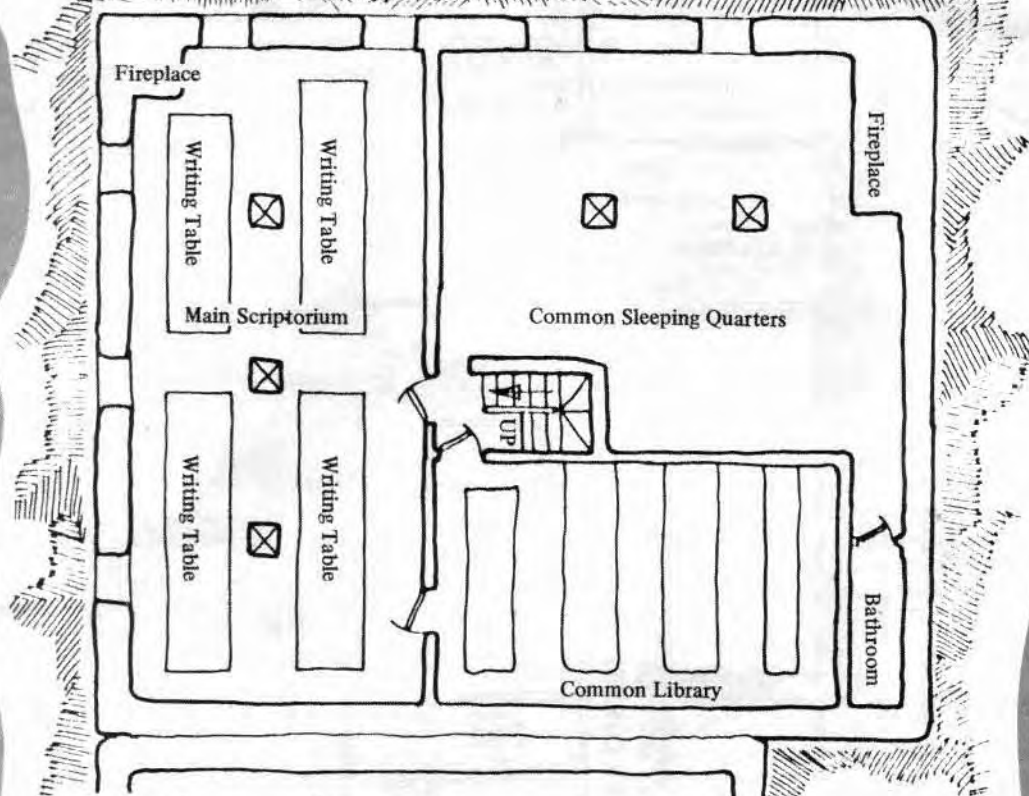 Fireplace
Writing Table
Writing Table
Fireplace
Main Scriptorium
Common Sleeping Quarters
UP
Writing Table
Writing Table
Bathroom
Common Library